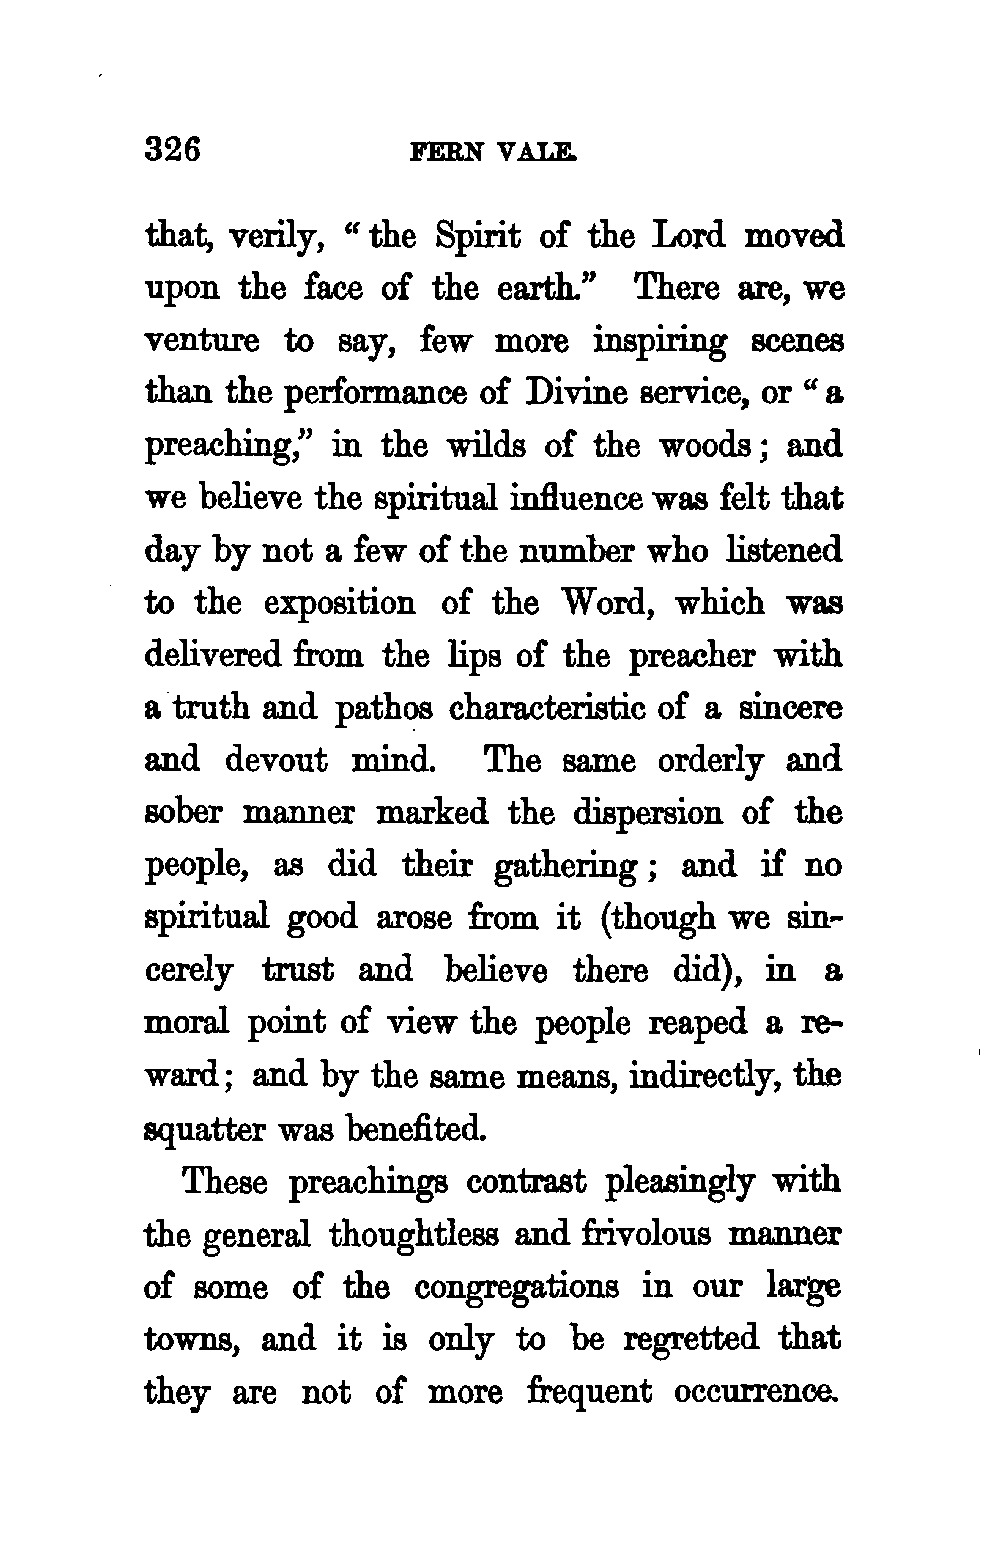 326 FERN VALE.
that, verily, “the Spirit of the Lord moved
upon the face of the earth.” There are, we
venture to say, few more inspiring scenes
than the performance of Divine service, or “a
preaching,” in the wilds of the woods; and
we believe the spiritual influence was felt that
day by not a few of the number who listened
to the exposition of the Word, which was
delivered from the lips of the preacher with
a truth and pathos characteristic of a sincere
and devout mind. The same orderly and
sober manner marked the dispersion of the
people, as did their gathering; and if no
spiritual good arose from it (though we sin-
cerely trust and believe there did), in a
moral point of view the people reaped a re-
ward; and by the same means, indirectly, the
squatter was benefited.
These preachings contrast pleasingly with
the general thoughtless and frivolous manner
of some of the congregations in our large
towns, and it is only to be regretted that
they are not of more frequent occurrence.